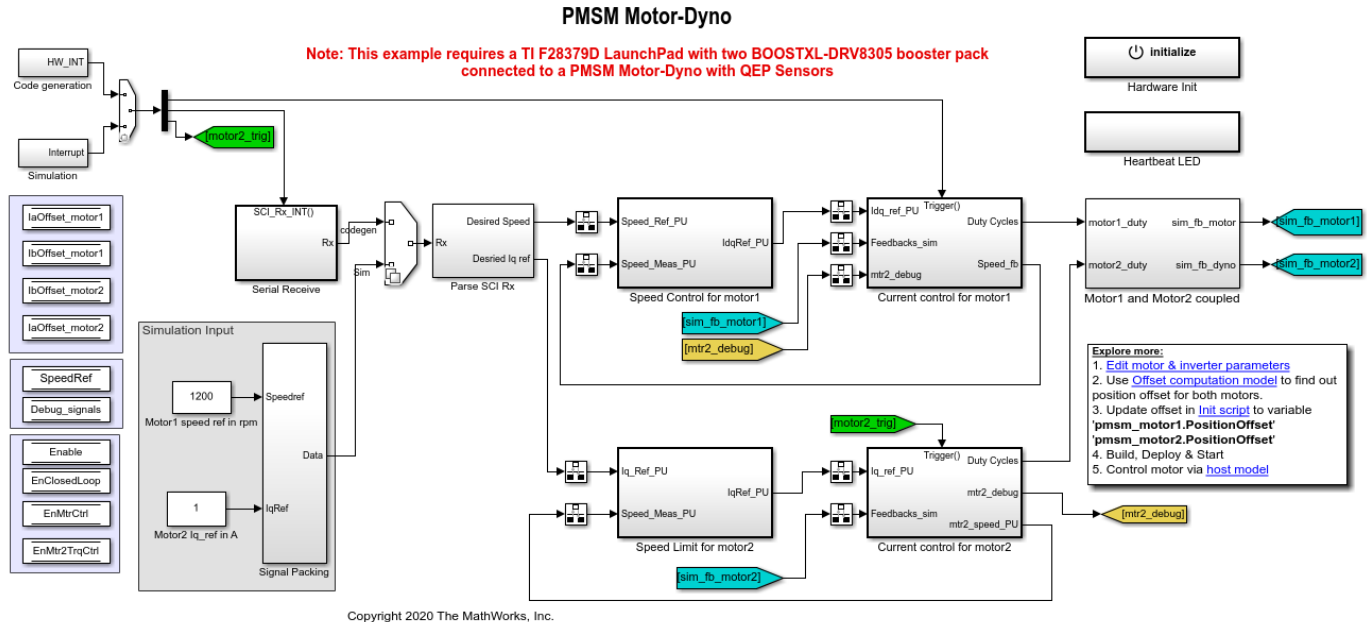 PMSM Motor-Dyno
Note: This example requires a TI F28379D LaunchPad with two BOOSTXL-DRV8305 booster pack
connected to a PMSM Motor-Dyno with QEP Sensors
HW_INT
Code generation
Interrupt
Simulation
[motor2_trig]
initialize
Hardware Init
Heartbeat LED
IaOffset_motor1
IbOffset_motor1
IbOffset_motor2
IaOffset_motor2
SpeedRef
Debug_signals
Enable
EnClosedLoop
EnMtrCtrl
EnMtr2TrqCtrl
SCI_Rx_INT()
Rx
Serial Receive
codegen
Sim
Rx
Desired Speed
Desried Iq ref
Parse SCI Rx
Speed_Ref_PU
Speed_Meas_PU
IdqRef_PU
Speed Control for motor1
Trigger()
Idq_ref_PU
Feedbacks_sim
mtr2_debug
Duty Cycles
Speed_fb
Current control for motor1
[sim_fb_motor1]
[mtr2_debug]
motor1_duty
motor2_duty
sim_fb_motor
sim_fb_dyno
Motor1 and Motor2 coupled
[sim_fb_motor1]
[sim_fb_motor2]
Simulation Input
1200
Motor1 speed ref in rpm
1
Motor2 Iq_ref in A
Speedref
IqRef
Data
Signal Packing
Iq_Ref_PU
Speed_Meas_PU
IqRef_PU
Speed Limit for motor2
[motor2_trig]
Trigger()
Iq_ref_PU
Feedbacks_sim
Duty Cycles
mtr2_debug
mtr2_speed_PU
Current control for motor2
[sim_fb_motor2]
[mtr2_debug]
Explore more:
1. Edit motor & inverter parameters
2. Use Offset computation model to find out
position offset for both motors.
3. Update offset in Init script to variable
'pmsm_motor1.PositionOffset'
'pmsm_motor2.PositionOffset'
4. Build, Deploy & Start
5. Control motor via host model
Copyright 2020 The MathWorks, Inc.